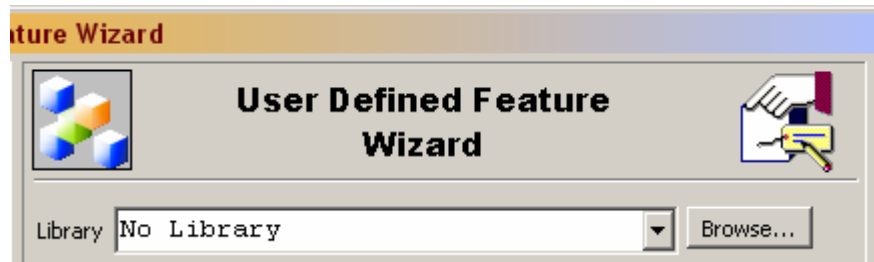 ature Wizard
User Defined Feature
Wizard
Library No Library Browse...